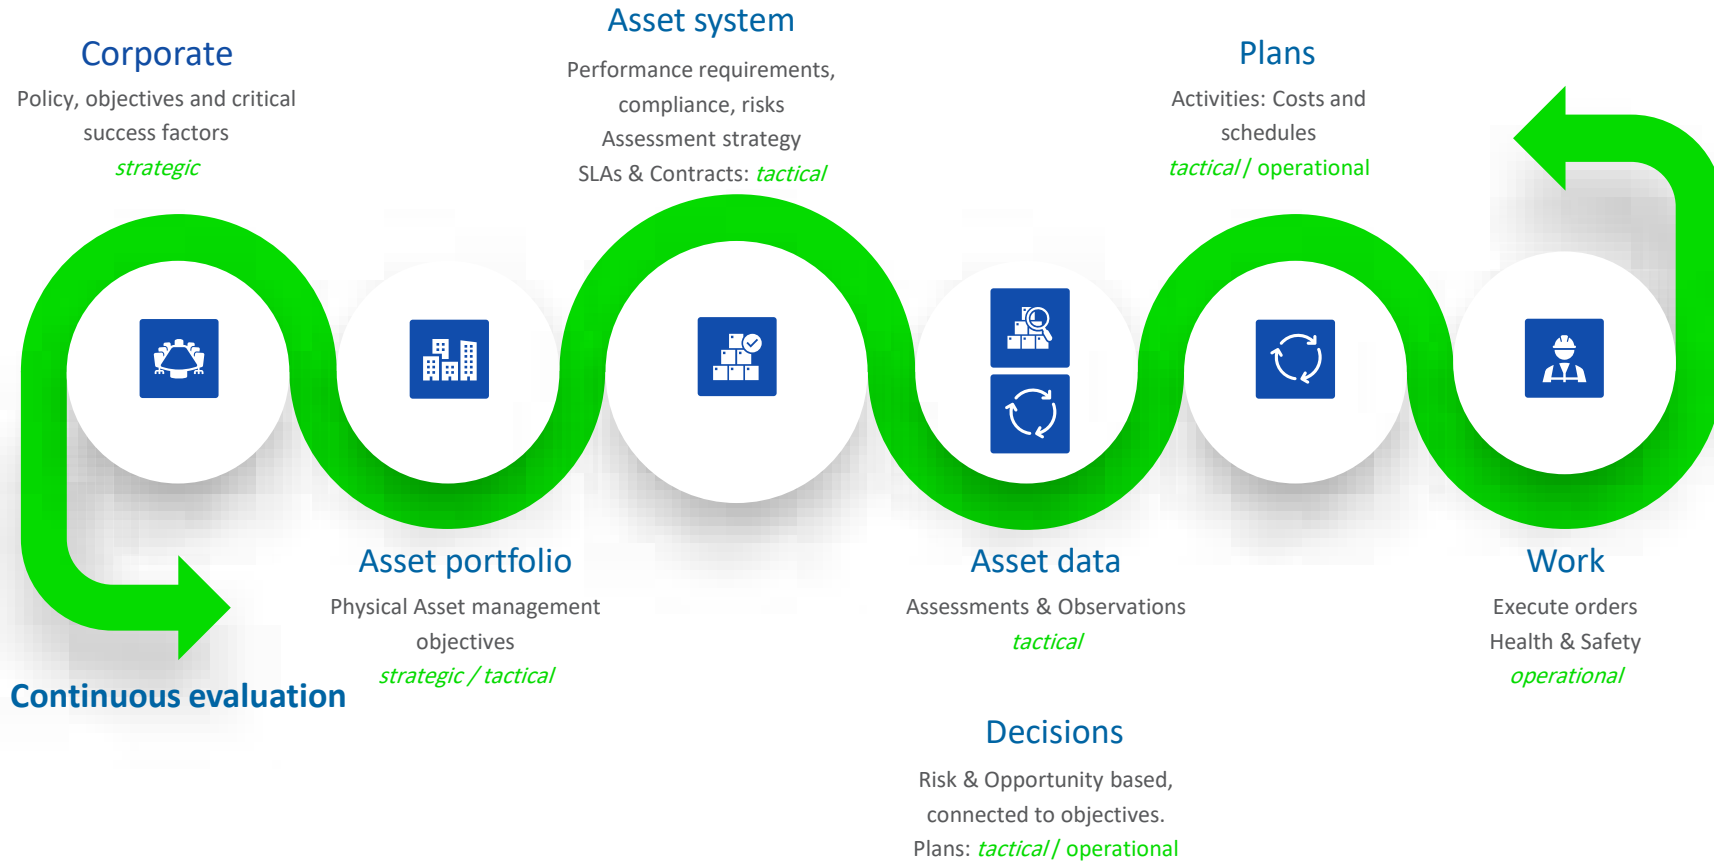 Corporate
Policy, objectives and critical
success factors
strategic
Asset system
Performance requirements,
compliance, risks
Assessment strategy
SLAs & Contracts: tactical
Plans
Activities: Costs and
schedules
tactical/ operational
Asset portfolio
Physical Asset management
objectives
strategic / tactical
Asset data
Assessments & Observations
tactical
Work
Execute orders
Health & Safety
operational
Continuous evaluation
Decisions
Risk & Opportunity based,
connected to objectives.
Plans: tactical/ operational